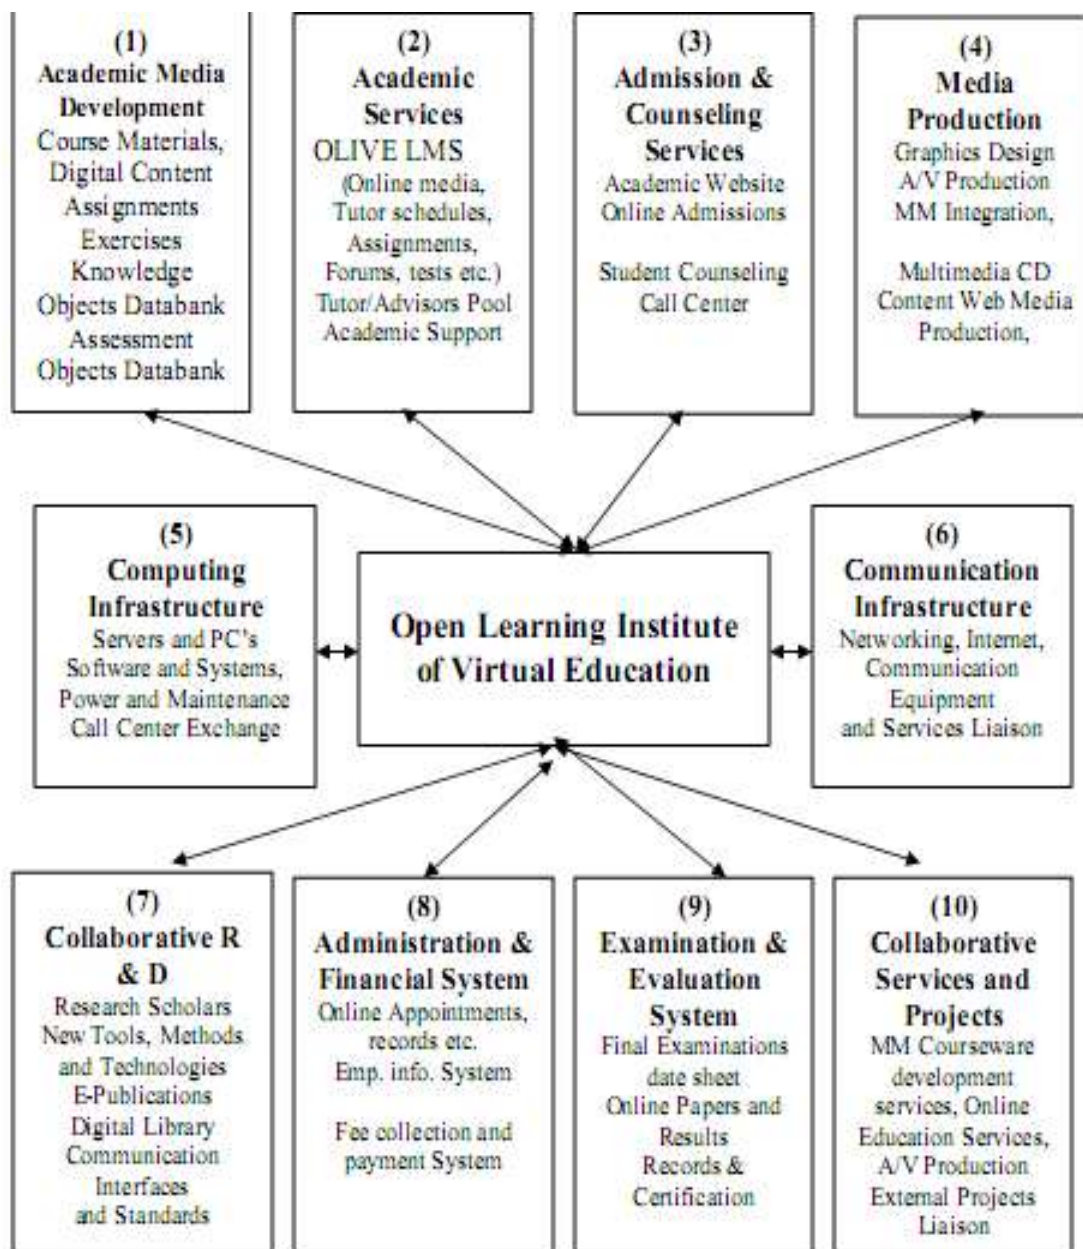 (1)
Academic Media
Development
Course Materials,
Digital Content
Assignments
Exercises
Knowledge
Objects Databank
Assessment
Objects Databank
(2)
Academic
Services
OLIVE LMS
(Online media,
Tutor schedules,
Assignments,
Forums, tests etc.)
Tutor/Advisors Pool
Academic Support
(3)
Admission &
Counseling
Services
Academic Website
Online Admissions
Student Counseling
Call Center
(4)
Media
Production
Graphics Design
A/V Production
MM Integration,
Multimedia CD
Content Web Media
Production,
(5)
Computing
Infrastructure
Servers and PC's
Software and Systems,
Power and Maintenance
Call Center Exchange
Open Learning Institute
of Virtual Education
(6)
Communication
Infrastructure
Networking, Internet,
Communication
Equipment
and Services Liaison
(7)
Collaborative R
& D
Research Scholars
New Tools, Methods
and Technologies
E-Publications
Digital Library
Communication
Interfaces
and Standards
(8)
Administration &
Financial System
Online Appointments,
records etc.
Emp. info. System
Fee collection and
payment System
(9)
Examination &
Evaluation
System
Final Examinations
date sheet
Online Papers and
Results
Records &
Certification
(10)
Collaborative
Services and
Projects
MM Courseware
development
services, Online
Education Services,
A/V Production
External Projects
Liaison